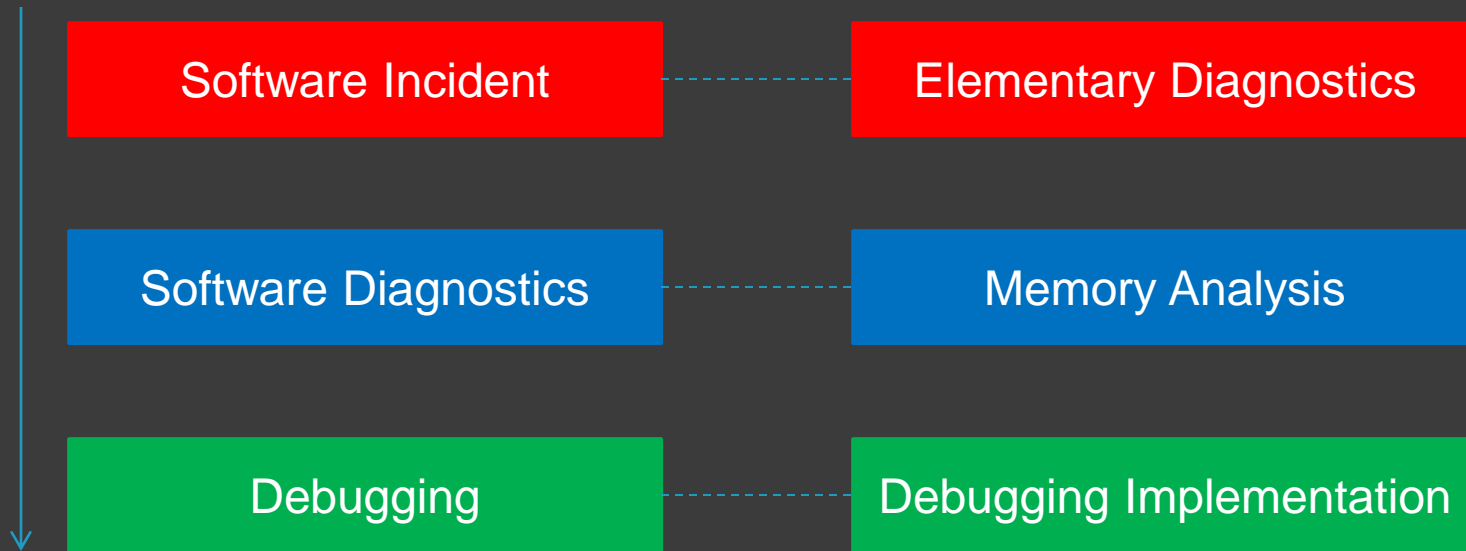 Software Incident
Elementary Diagnostics
Software Diagnostics
Memory Analysis
Debugging
Debugging Implementation